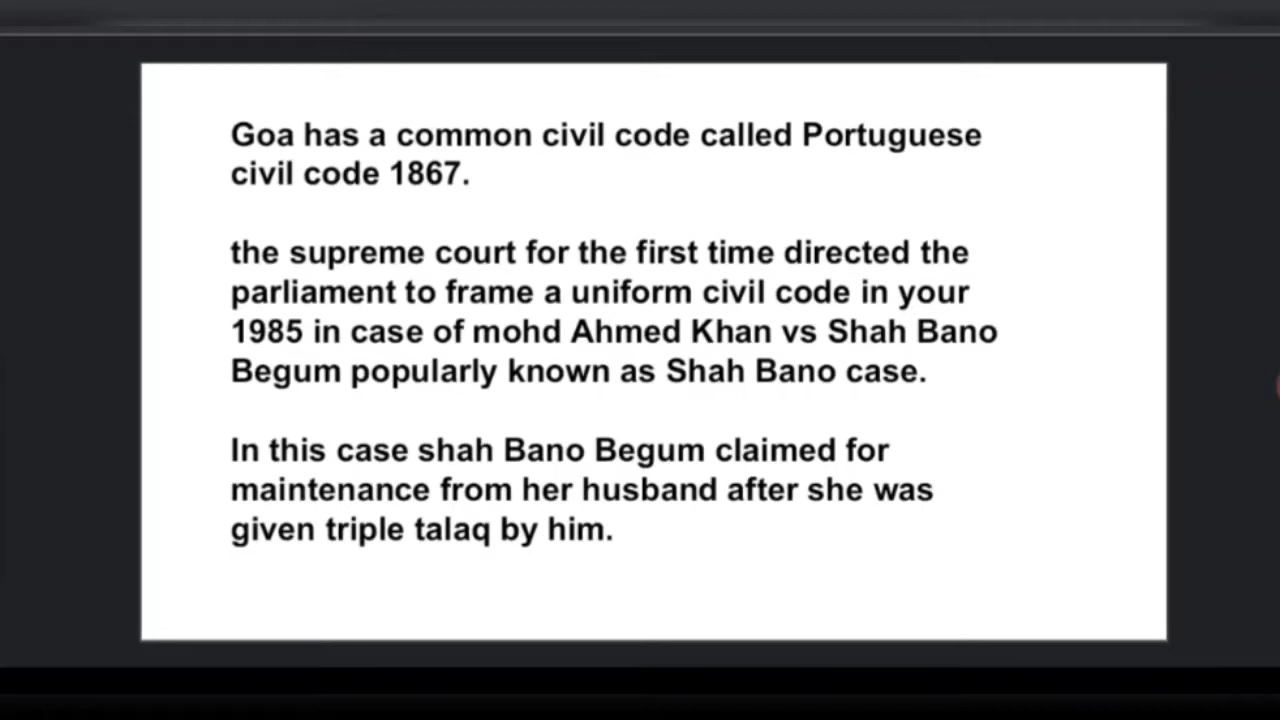 Goa has a common civil code called Portuguese
civil code 1867.
the supreme court for the first time directed the
parliament to frame a uniform civil code in your
1985 in case of mohd Ahmed Khan vs Shah Bano
Begum popularly known as Shah Bano case.
In this case shah Bano Begum claimed for
maintenance from her husband after she was
given triple talaq by him.